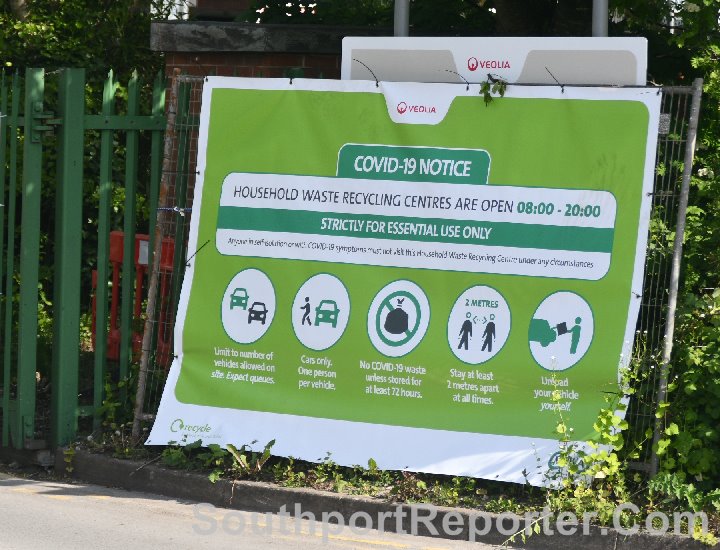 VEOLIA
VEOLIA
COVID-19 NOTICE
HOUSEHOLD WASTE RECYCLING CENTRES ARE OPEN 08:00 - 20:00
STRICTLY FOR ESSENTIAL USE ONLY
Anyone in self-isolation or with COVID-19 symptoms must not visit this Household Waste Recycling Centre under any circumstances
Limit to number of
vehicles allowed on
site. Expect queues.
Cars only.
One person
per vehicle.
No COVID-19 waste
unless stored for
at least 72 hours.
2 METRES
Stay at least
2 metres apart
at all times.
Unload
your vehicle
yourself.
recycle
SouthportReporter.Com